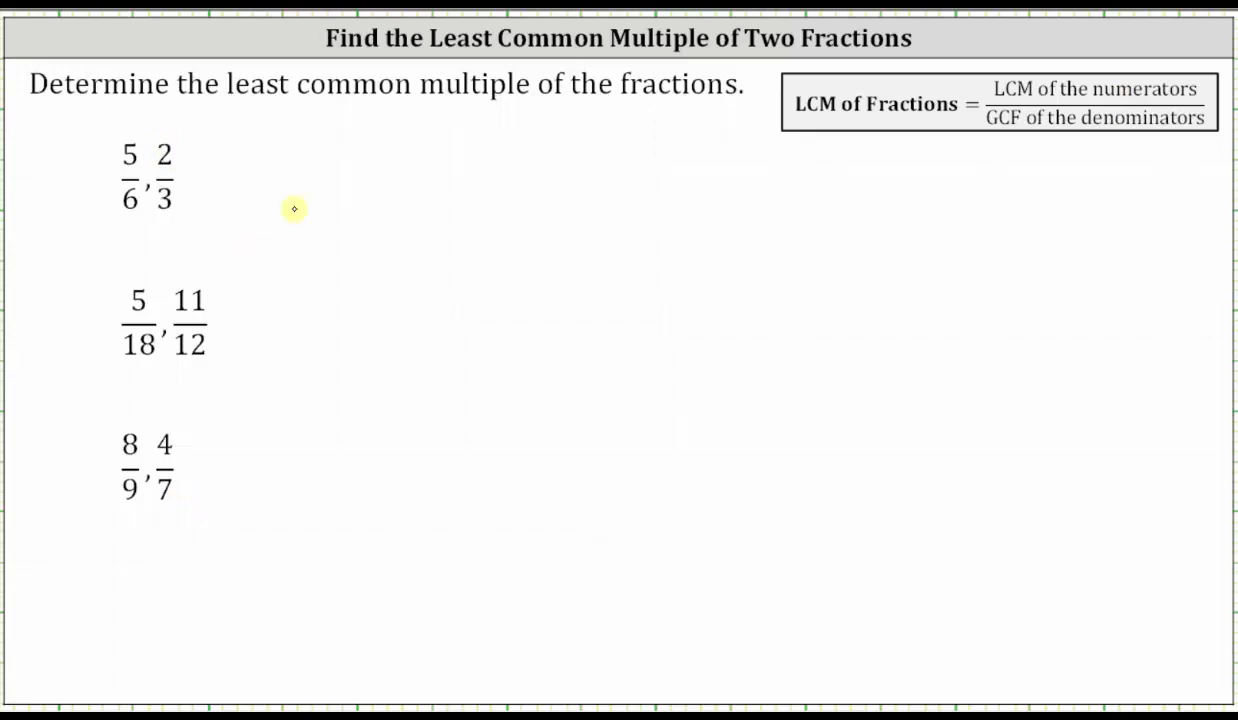 Find the Least Common Multiple of Two Fractions
Determine the least common multiple of the fractions.
LCM of Fractions = LCM of the numerators / GCF of the denominators
5/6, 2/3
5/18, 11/12
8/9, 4/7